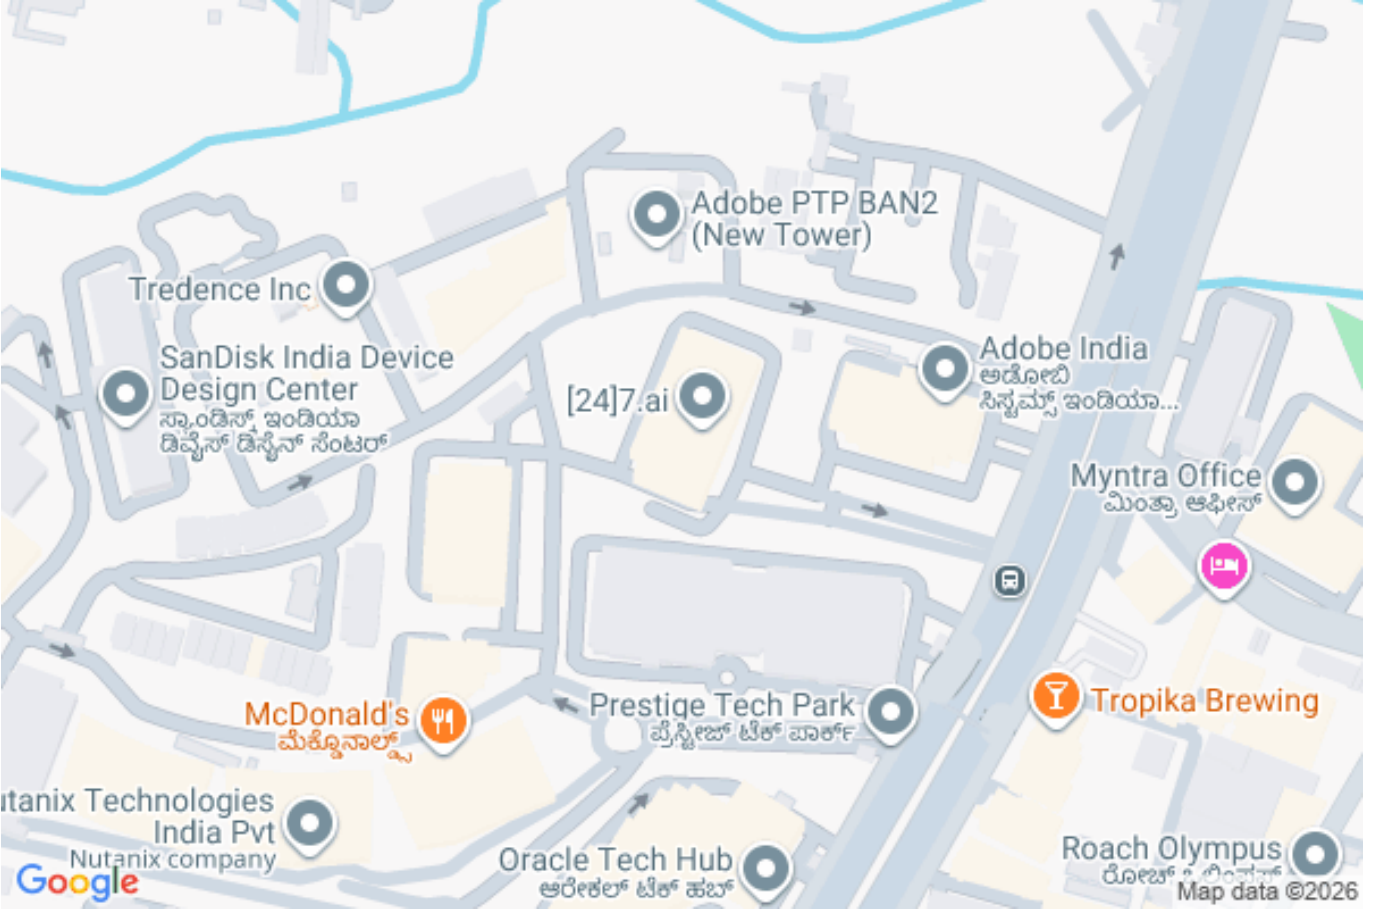 Adobe PTP BAN2
(New Tower)
Tredence Inc
SanDisk India Device
Design Center
ಸ್ಯಾಂಡಿಸ್ಕ್ ಇಂಡಿಯಾ
ಡಿವೈಸ್ ಡಿಸೈನ್ ಸೆಂಟರ್
[24]7.ai
Adobe India
ಅಡೋಬಿ
ಸಿಸ್ಟಮ್ಸ್ ಇಂಡಿಯಾ...
Myntra Office
ಮಿಂತ್ರಾ ಆಫೀಸ್
McDonald's
ಮೆಕ್ಡೊನಾಲ್ಡ್ಸ್
Prestige Tech Park
ಪ್ರೆಸ್ಟೀಜ್ ಟೆಕ್ ಪಾರ್ಕ್
Tropika Brewing
utanix Technologies
India Pvt
Nutanix company
Oracle Tech Hub
ಆರೇಕಲ್ ಟೆಕ್ ಹಬ್
Roach Olympus
Google
Map data ©2026